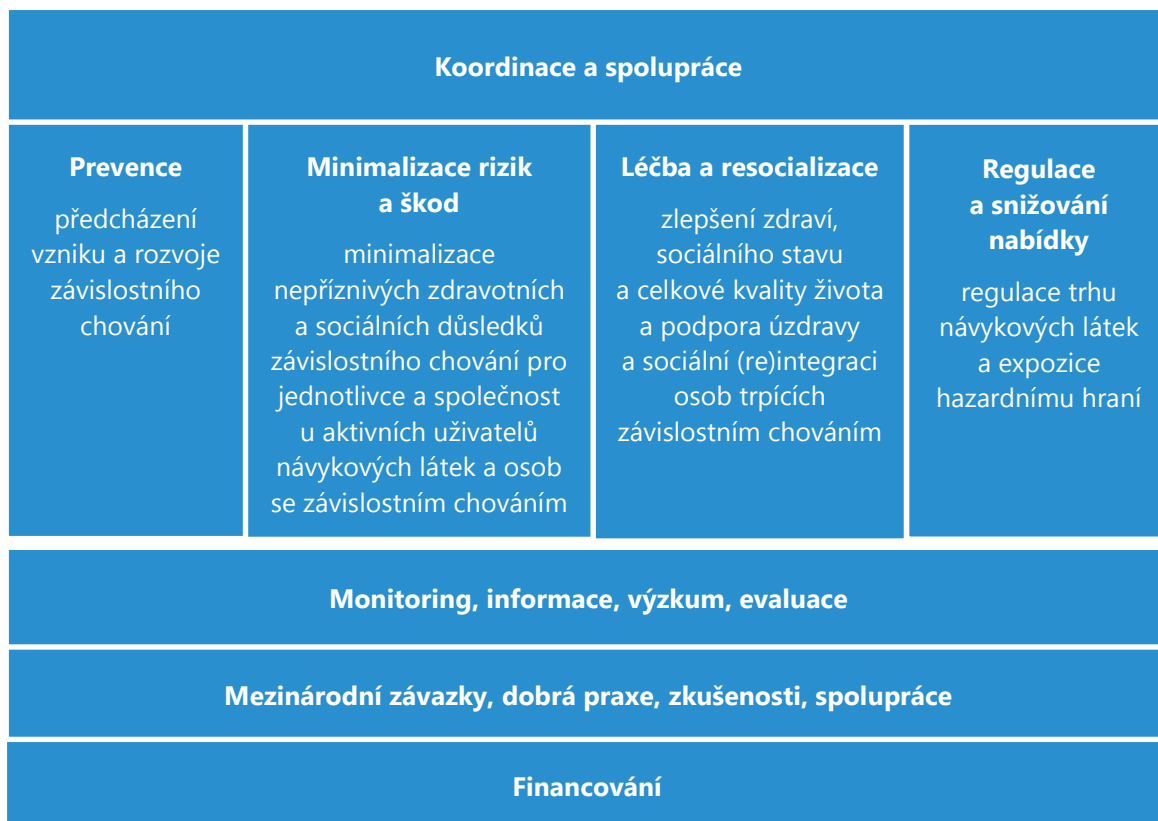 Koordinace a spolupráce
Prevence
předcházení
vzniku a rozvoje
závislostního
chování
Minimalizace rizik
a škod
minimalizace
nepříznivých zdravotních
a sociálních důsledků
závislostního chování pro
jednotlivce a společnost
u aktivních uživatelů
návykových látek a osob
se závislostním chováním
Léčba a resocializace
zlepšení zdraví,
sociálního stavu
a celkové kvality života
a podpora úzdravy
a sociální (re)integraci
osob trpících
závislostním chováním
Regulace
a snižování
nabídky
regulace trhu
návykových látek
a expozice
hazardnímu hraní
Monitoring, informace, výzkum, evaluace
Mezinárodní závazky, dobrá praxe, zkušenosti, spolupráce
Financování